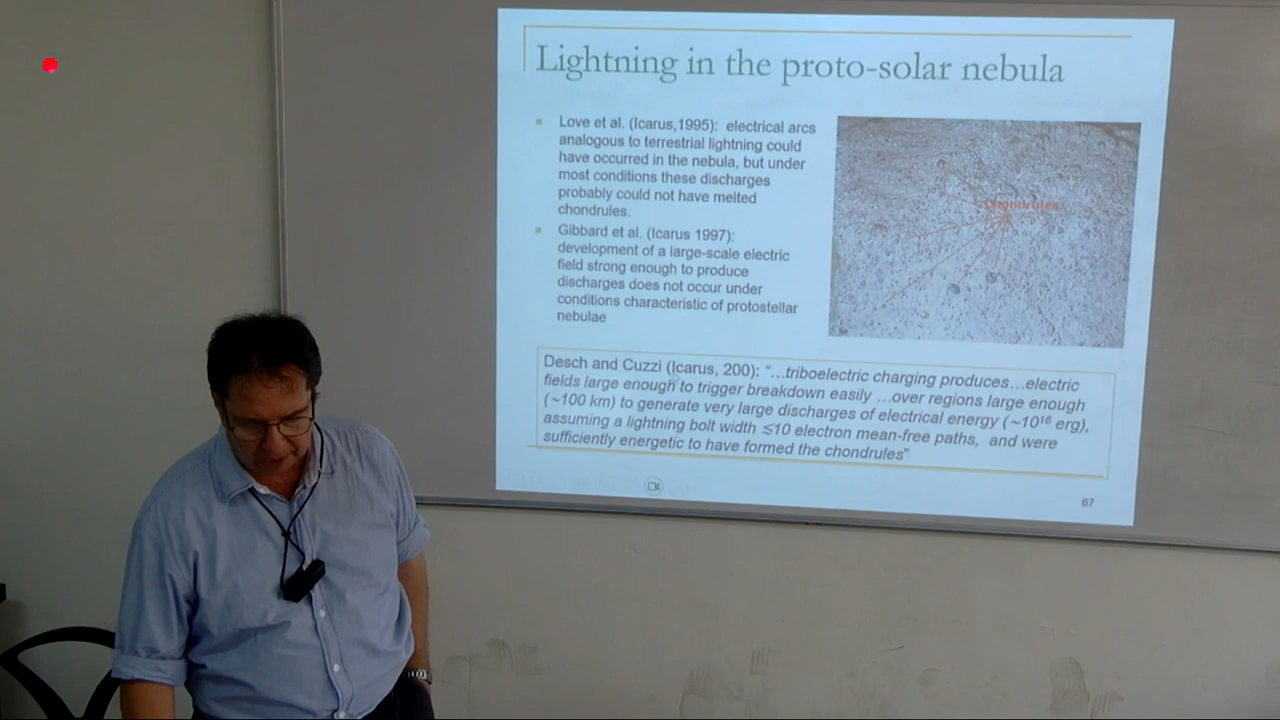 Lightning in the proto-solar nebula
Love et al. (Icarus,1995): electrical arcs
analogous to terrestrial lightning could
have occurred in the nebula, but under
most conditions these discharges
probably could not have melted
chondrules.
Gibbard et al. (Icarus 1997):
development of a large-scale electric
field strong enough to produce
discharges does not occur under
conditions characteristic of protostellar
nebulae
Chondrules
Desch and Cuzzi (Icarus, 200): “…triboelectric charging produces…electric
fields large enough to trigger breakdown easily …over regions large enough
(~100 km) to generate very large discharges of electrical energy (~10¹⁶ erg),
assuming a lightning bolt width ≲10 electron mean-free paths, and were
sufficiently energetic to have formed the chondrules”
67